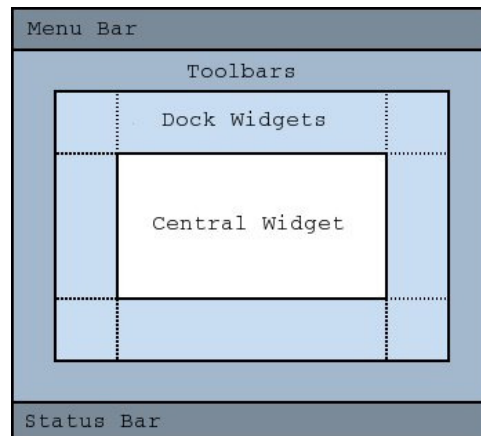 Menu Bar
Toolbars
Dock Widgets
Central Widget
Status Bar